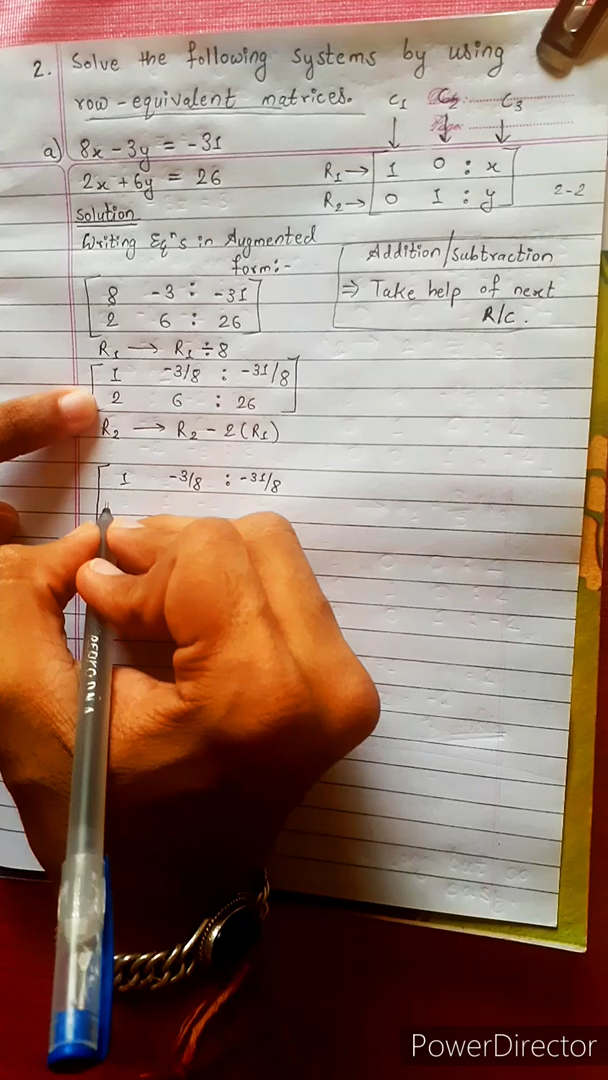 2. Solve the following systems by using
row-equivalent matrices.
C1 C2 C3
a) 8x - 3y = -31
2x + 6y = 26
R1 → [ 1 0 : x ]
R2 → [ 0 1 : y ]
2-2
Solution
Writing Eqⁿs in Augmented
form:-
Addition/subtraction
⇒ Take help of next
R/c.
8 -3 : -31
2 6 : 26
R1 → R1 ÷ 8
1 -3/8 : -31/8
2 6 : 26
R2 → R2 - 2(R1)
1 -3/8 : -31/8
PowerDirector